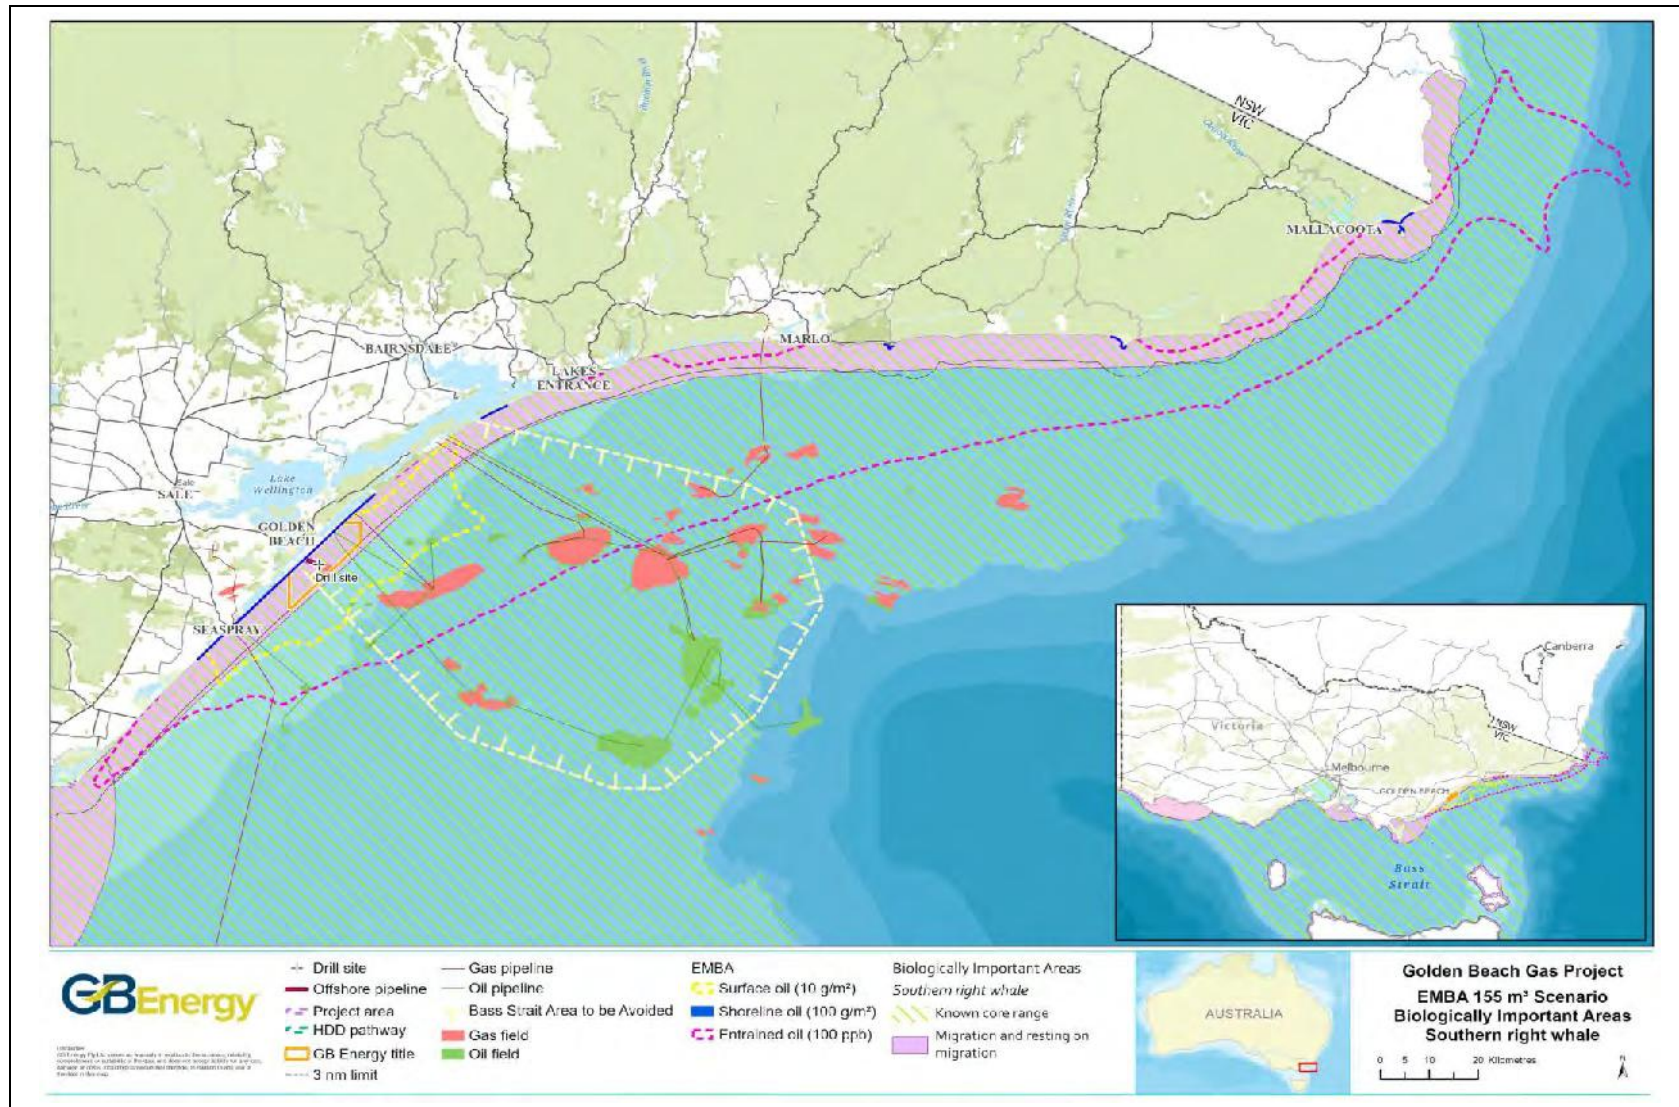 NSW
VIC
MALLACOOTA
MARLO
BAIRNSDALE
LAKES
ENTRANCE
Lake
Wellington
Sale
SALE
GOLDEN
BEACH
Drill site
SEASPRAY
Canberra
Victoria
NSW
VIC
Melbourne
GOLDEN BEACH
Bass
Strait
GBEnergy
Drill site
Offshore pipeline
Project area
HDD pathway
GB Energy title
3 nm limit
Gas pipeline
Oil pipeline
Bass Strait Area to be Avoided
Gas field
Oil field
EMBA
Surface oil (10 g/m²)
Shoreline oil (100 g/m²)
Entrained oil (100 ppb)
Biologically Important Areas
Southern right whale
Known core range
Migration and resting on
migration
AUSTRALIA
Golden Beach Gas Project
EMBA 155 m³ Scenario
Biologically Important Areas
Southern right whale
0 5 10 20 Kilometres
N